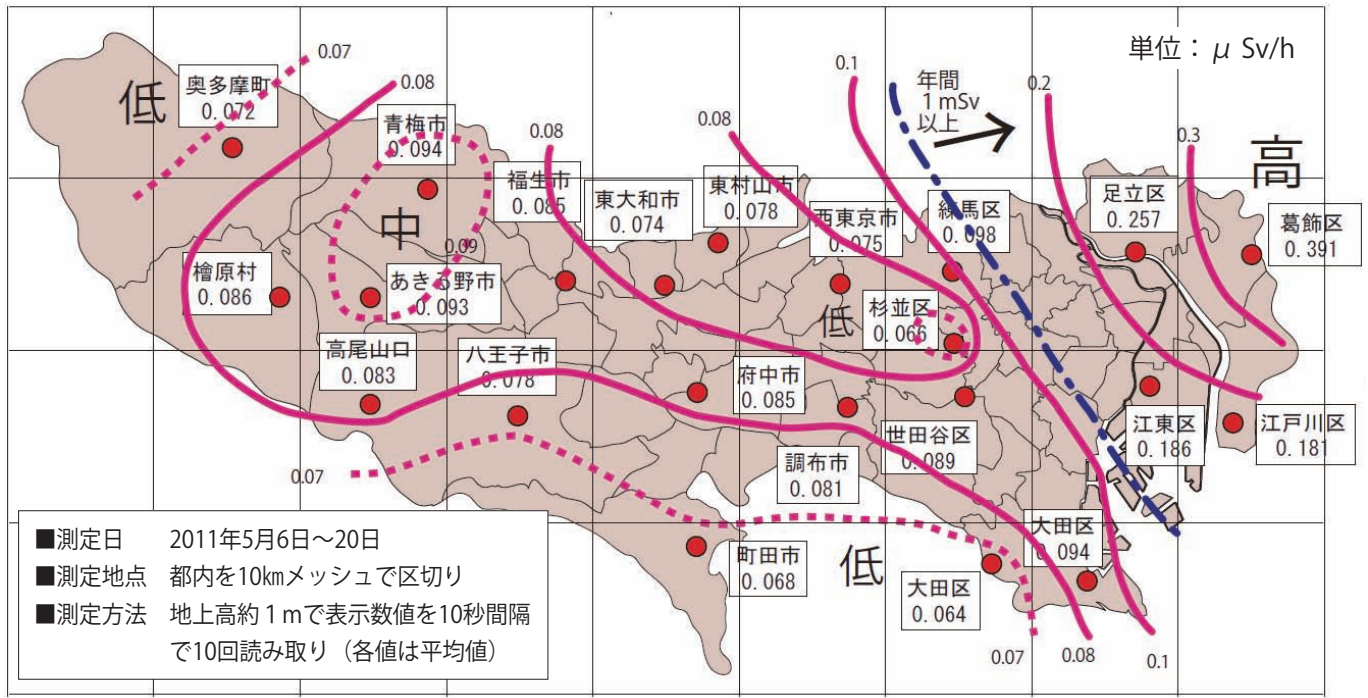 単位：μ Sv/h
0.07
0.08
低
奥多摩町
0.072
青梅市
0.094
0.08
福生市
0.085
東大和市
0.074
0.08
東村山市
0.078
0.1
西東京市
0.075
年間
1mSv
以上
練馬区
0.098
0.2
足立区
0.257
0.3
高
葛飾区
0.391
中
0.09
檜原村
0.086
あきる野市
0.093
低
杉並区
0.066
高尾山口
0.083
八王子市
0.078
府中市
0.085
世田谷区
0.089
江東区
0.186
江戸川区
0.181
0.07
調布市
0.081
町田市
0.068
低
大田区
0.064
大田区
0.094
0.07
0.08
0.1
■測定日　2011年5月6日～20日
■測定地点　都内を10㎞メッシュで区切り
■測定方法　地上高約１mで表示数値を10秒間隔
で10回読み取り（各値は平均値）